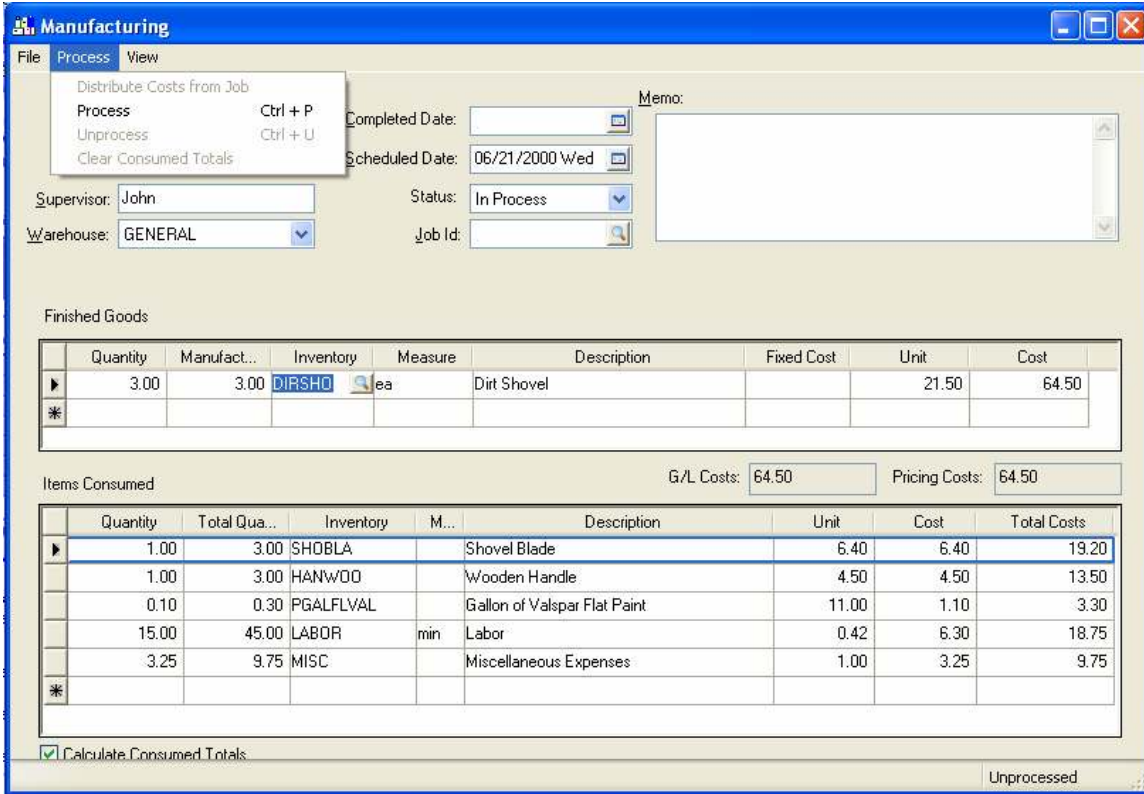 Manufacturing
File Process View
Distribute Costs from Job
Process Ctrl + P
Unprocess Ctrl + U
Clear Consumed Totals
Completed Date:
Memo:
Scheduled Date: 06/21/2000 Wed
Supervisor: John
Status: In Process
Warehouse: GENERAL
Job Id:
Finished Goods
Quantity Manufact... Inventory Measure Description Fixed Cost Unit Cost
3.00 3.00 DIRSHO ea Dirt Shovel 21.50 64.50
G/L Costs: 64.50 Pricing Costs: 64.50
Items Consumed
Quantity Total Qua... Inventory M... Description Unit Cost Total Costs
1.00 3.00 SHOBLA Shovel Blade 6.40 6.40 19.20
1.00 3.00 HANWOO Wooden Handle 4.50 4.50 13.50
0.10 0.30 PGALFLVAL Gallon of Valspar Flat Paint 11.00 1.10 3.30
15.00 45.00 LABOR min Labor 0.42 6.30 18.75
3.25 9.75 MISC Miscellaneous Expenses 1.00 3.25 9.75
Calculate Consumed Totals
Unprocessed